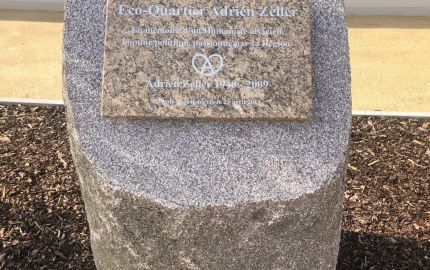 Eco-Quartier Adrien Zeller
En mémoire d'un Humaniste alsacien,
homme politique passionné par sa Région.
Adrien Zeller 1940 - 2009
25 avril